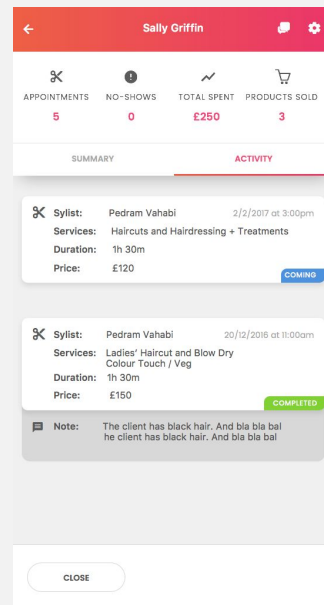 Sally Griffin
APPOINTMENTS NO-SHOWS TOTAL SPENT PRODUCTS SOLD
5 0 £250 3
SUMMARY ACTIVITY
Sylist: Pedram Vahabi 2/2/2017 at 3:00pm
Services: Haircuts and Hairdressing + Treatments
Duration: 1h 30m
Price: £120
COMING
Sylist: Pedram Vahabi 20/12/2016 at 11:00am
Services: Ladies' Haircut and Blow Dry
Colour Touch / Veg
Duration: 1h 30m
Price: £150
COMPLETED
Note: The client has black hair. And bla bla bal
he client has black hair. And bla bla bal
CLOSE